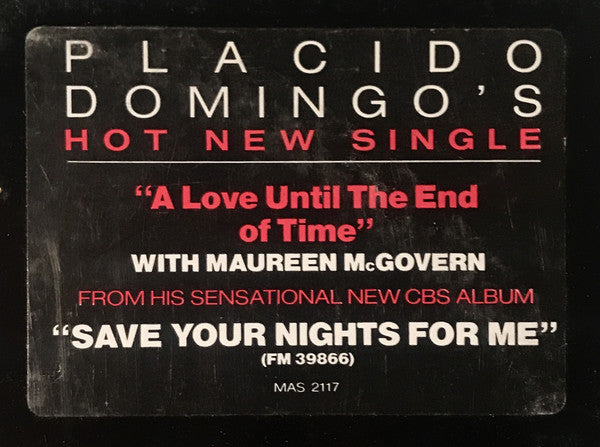 PLACIDO
DOMINGO'S
HOT NEW SINGLE
"A Love Until The End
of Time"
WITH MAUREEN McGOVERN
FROM HIS SENSATIONAL NEW CBS ALBUM
"SAVE YOUR NIGHTS FOR ME"
(FM 39866)
MAS 2117